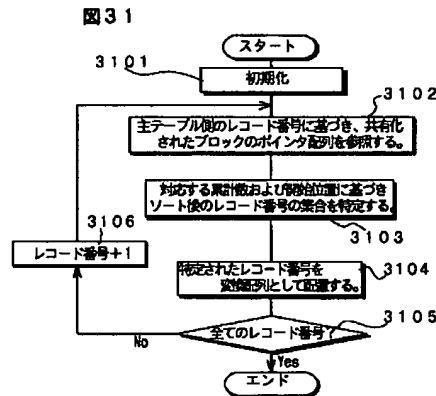 図31
スタート
3101
初期化
3102
主テーブル側のレコード番号に基づき、共有化
されたブロックのポインタ配列を参照する。
対応する累計数および開始位置に基づき
ソート後のレコード番号の集合を特定する。
3103
3106
レコード番号+1
特定されたレコード番号を
変換配列として配置する。
3104
全てのレコード番号?
3105
No
Yes
エンド